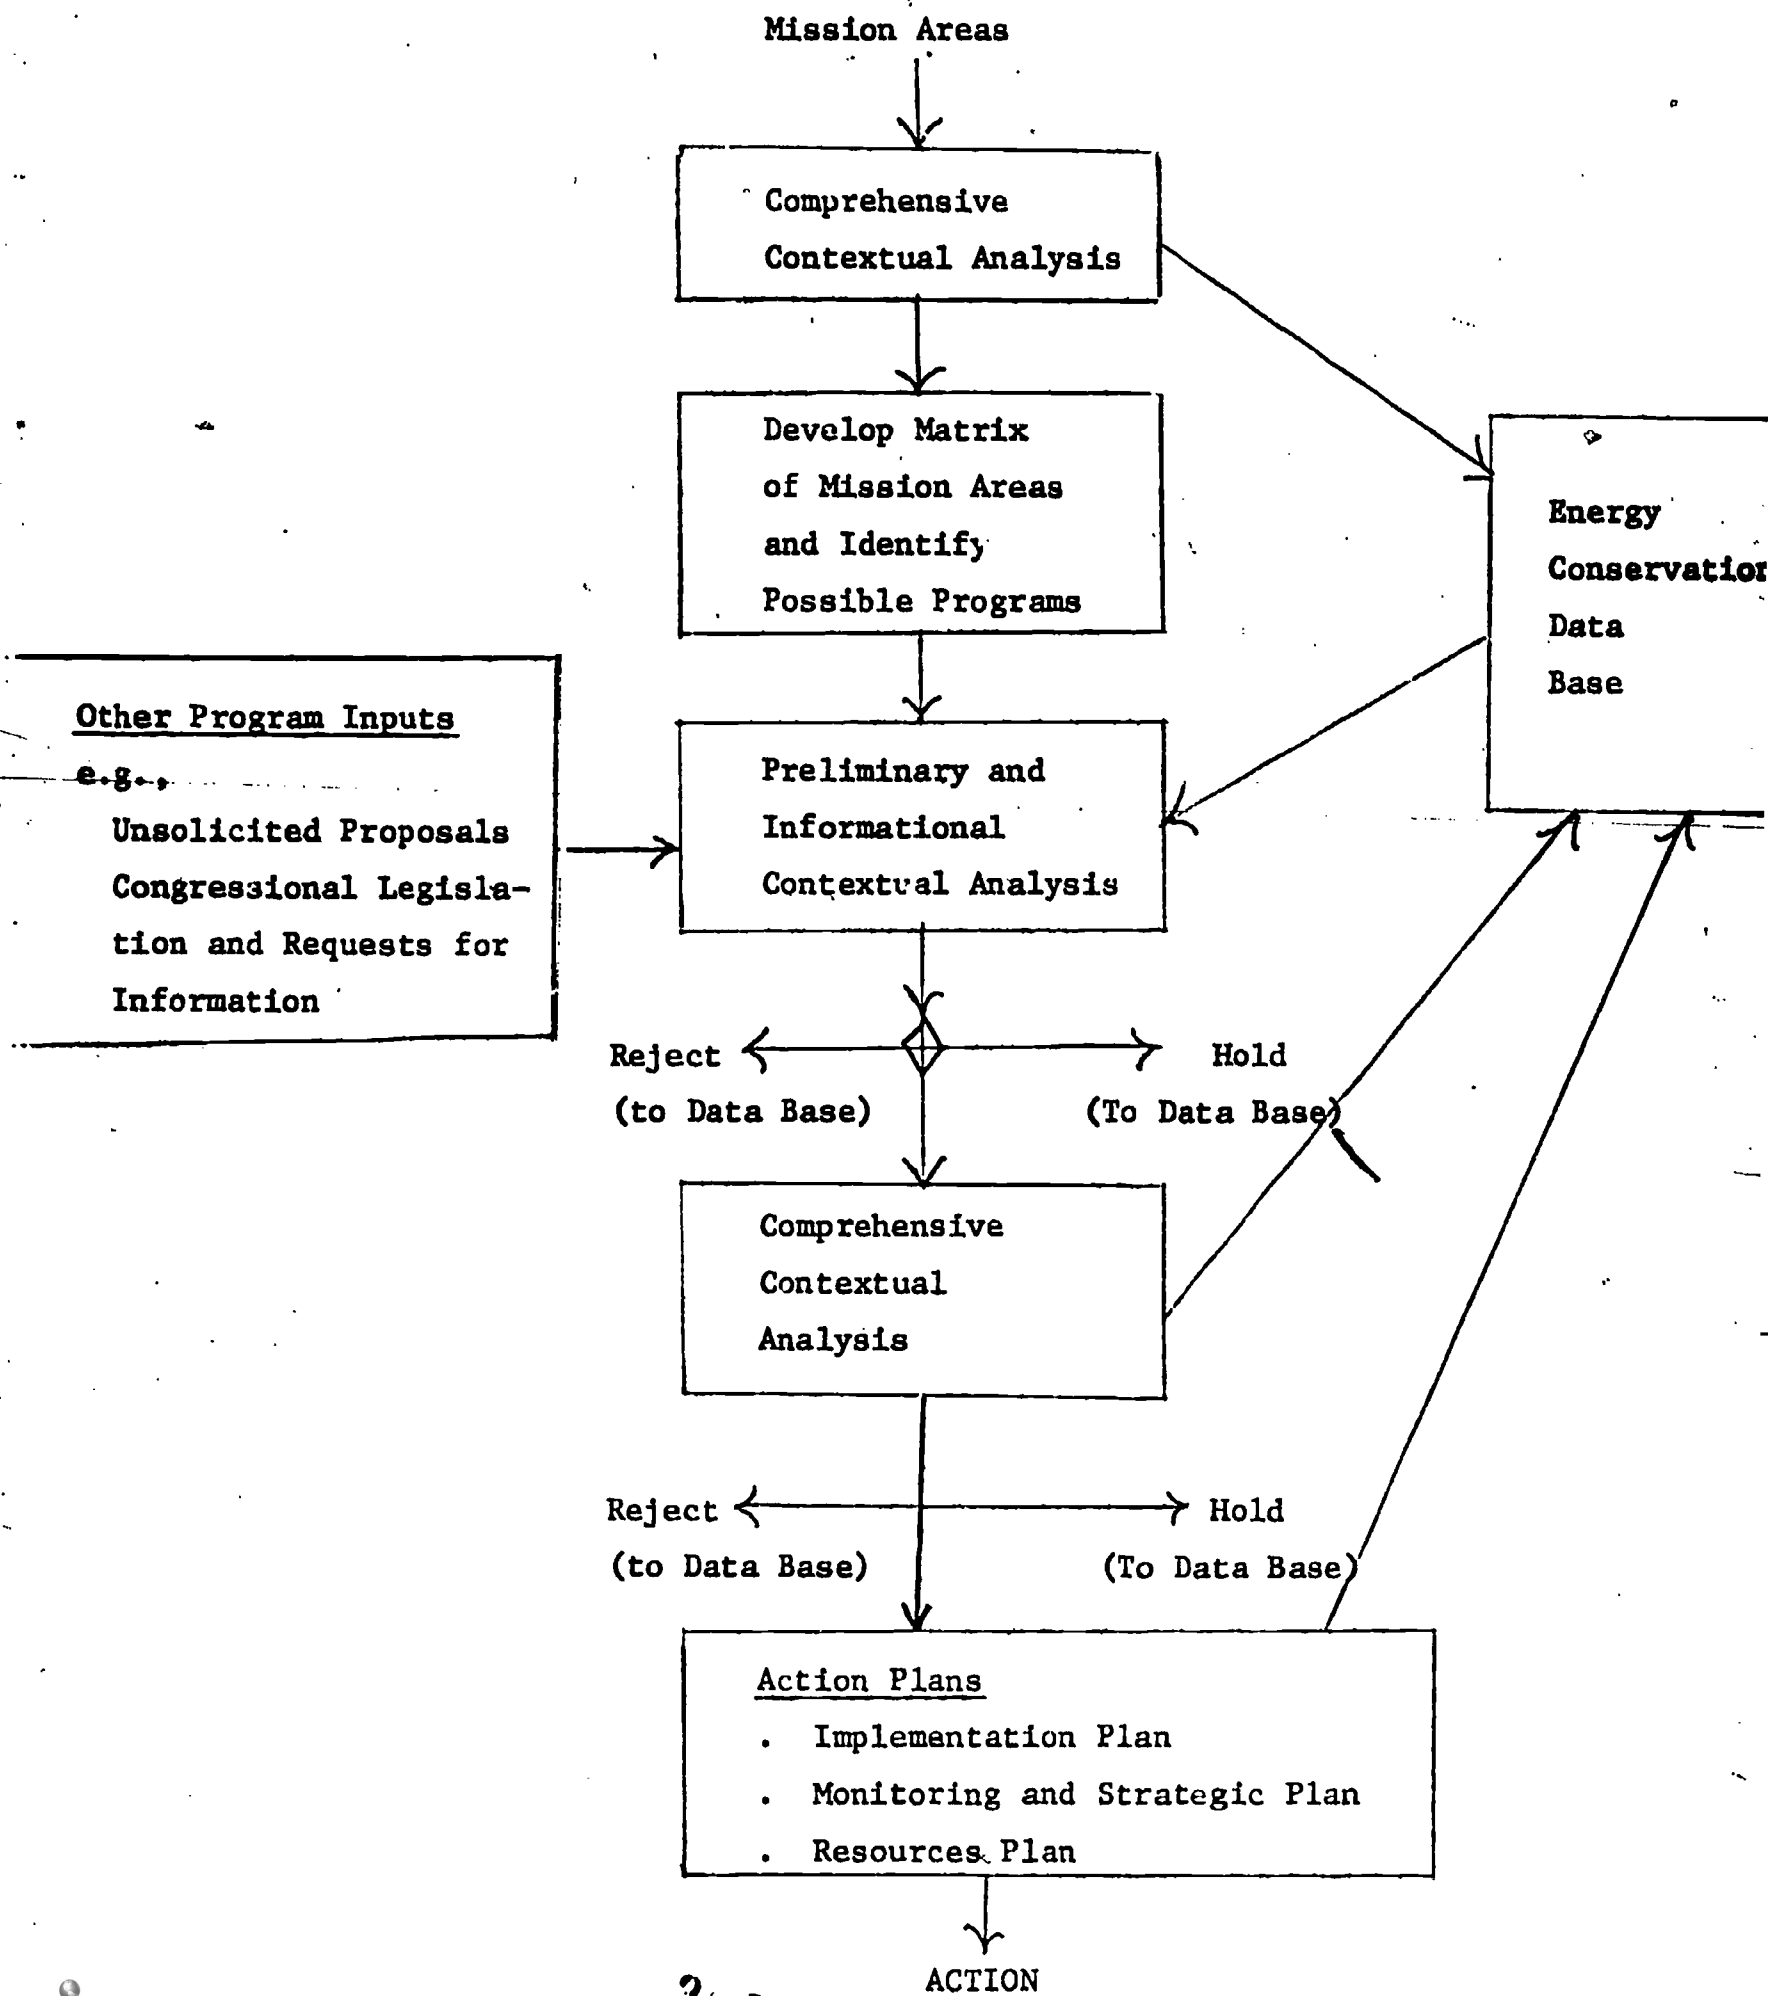 Mission Areas
Comprehensive
Contextual Analysis
Develop Matrix
of Mission Areas
and Identify
Possible Programs
Energy
Conservation
Data
Base
Other Program Inputs
e.g.,
Unsolicited Proposals
Congressional Legisla-
tion and Requests for
Information
Preliminary and
Informational
Contextual Analysis
Reject
(to Data Base)
Hold
(To Data Base)
Comprehensive
Contextual
Analysis
Reject
(to Data Base)
Hold
(To Data Base)
Action Plans
. Implementation Plan
. Monitoring and Strategic Plan
. Resources Plan
ACTION